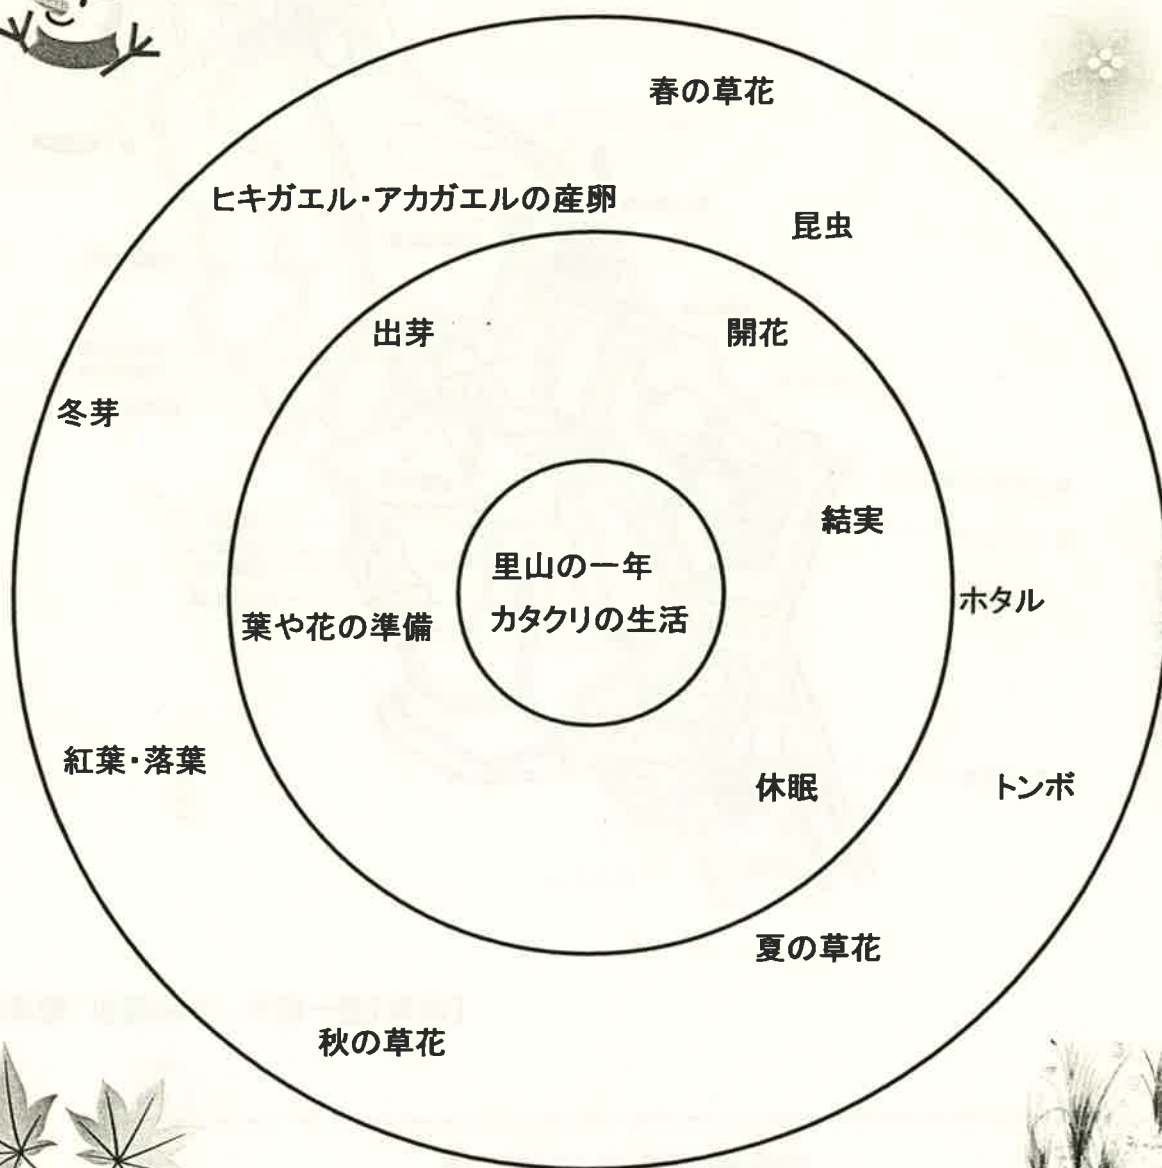 春の草花
ヒキガエル・アカガエルの産卵
昆虫
出芽
開花
冬芽
結実
里山の一年
カタクリの生活
ホタル
葉や花の準備
紅葉・落葉
休眠
トンボ
夏の草花
秋の草花